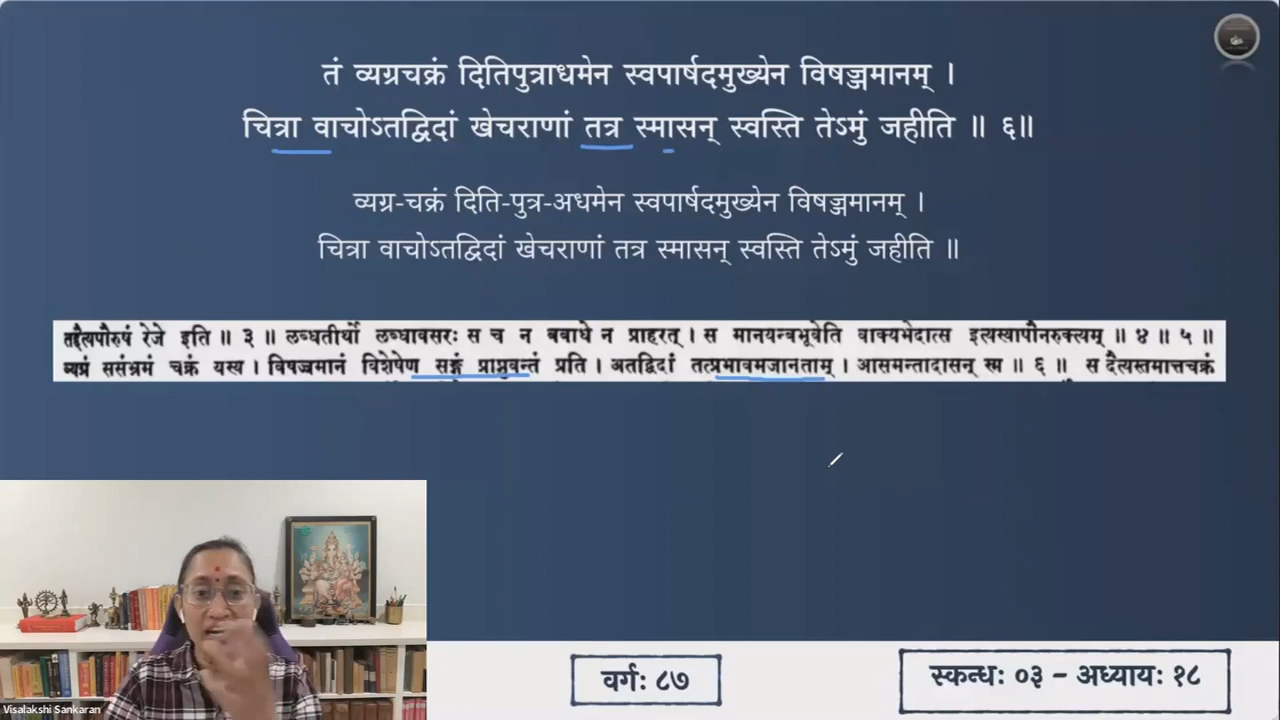 तं व्यग्रचक्रं दितिपुत्राधमेन स्वपार्षदमुख्येन विषज्जमानम् ।
चित्रा वाचोऽतद्विदां खेचराणां तत्र स्मासन् स्वस्ति तेऽमुं जहीति ॥ ६॥
व्यग्र-चक्रं दिति-पुत्र-अधमेन स्वपार्षदमुख्येन विषज्जमानम् ।
चित्रा वाचोऽतद्विदां खेचराणां तत्र स्मासन् स्वस्ति तेऽमुं जहीति ॥
तद्दैत्यपौरुषं रेजे इति ॥ ३ ॥ लब्धतीर्थो लब्धावसरः स च न बबाधे न प्राहरत् । स मानयन्वभूवेति वाक्यभेदात्स इत्यस्यापौनरुक्त्यम् ॥ ४ ॥ ५ ॥
व्यग्रं ससंभ्रमं चक्रं यस्य । विषज्जमानं विशेषेण सङ्गं प्राप्नुवन्तं प्रति । अतद्विदां तत्प्रभावमजानताम् । आसमन्तादासन् स्म ॥ ६ ॥ स दैत्यस्तमात्तचक्रं
Visalakshi Sankaran
वर्गः ८७
स्कन्धः ०३ – अध्यायः १८